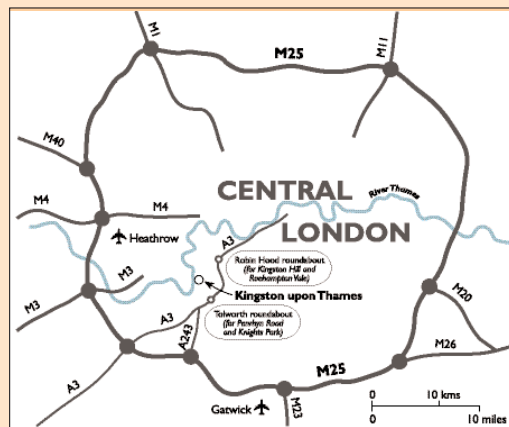 M1
M25
M11
M40
CENTRAL
River Thames
M4
M4
LONDON
Heathrow
A3
Robin Hood roundabout
(for Kingston Hill and
Roehampton Vale)
M3
Kingston upon Thames
M3
Tolworth roundabout
(for Penrhyn Road
and Knights Park)
A3
A243
M20
M26
M25
A3
Gatwick
M23
0 10 kms
0 10 miles